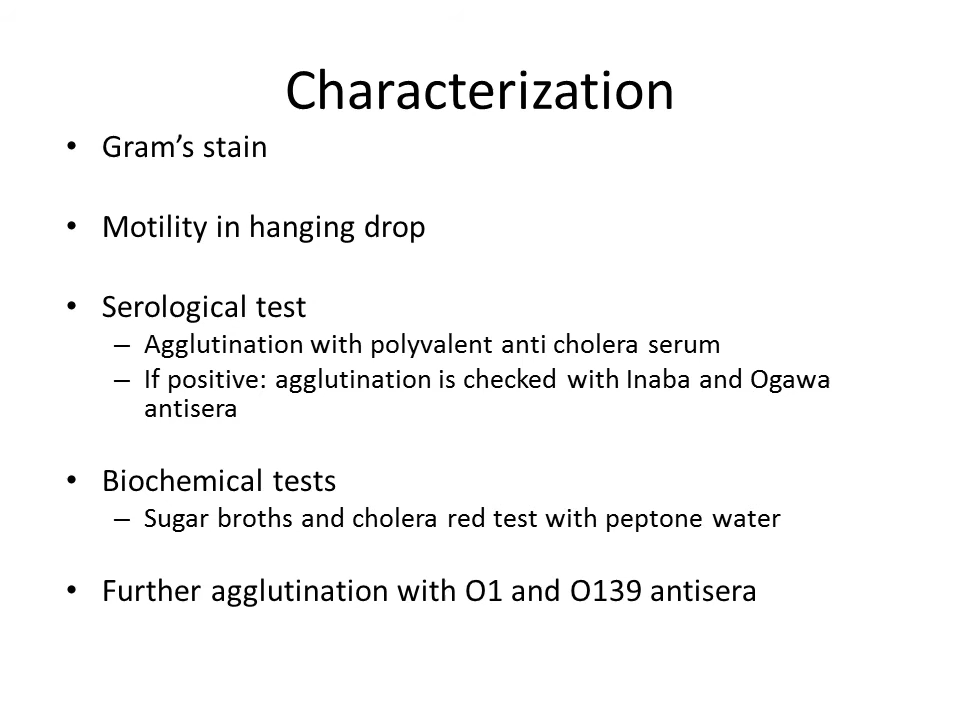 Characterization
• Gram’s stain
• Motility in hanging drop
• Serological test
– Agglutination with polyvalent anti cholera serum
– If positive: agglutination is checked with Inaba and Ogawa
antisera
• Biochemical tests
– Sugar broths and cholera red test with peptone water
• Further agglutination with O1 and O139 antisera